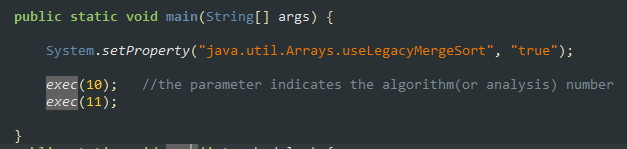 public static void main(String[] args) {
System.setProperty("java.util.Arrays.useLegacyMergeSort", "true");
exec(10); //the parameter indicates the algorithm(or analysis) number
exec(11);
}